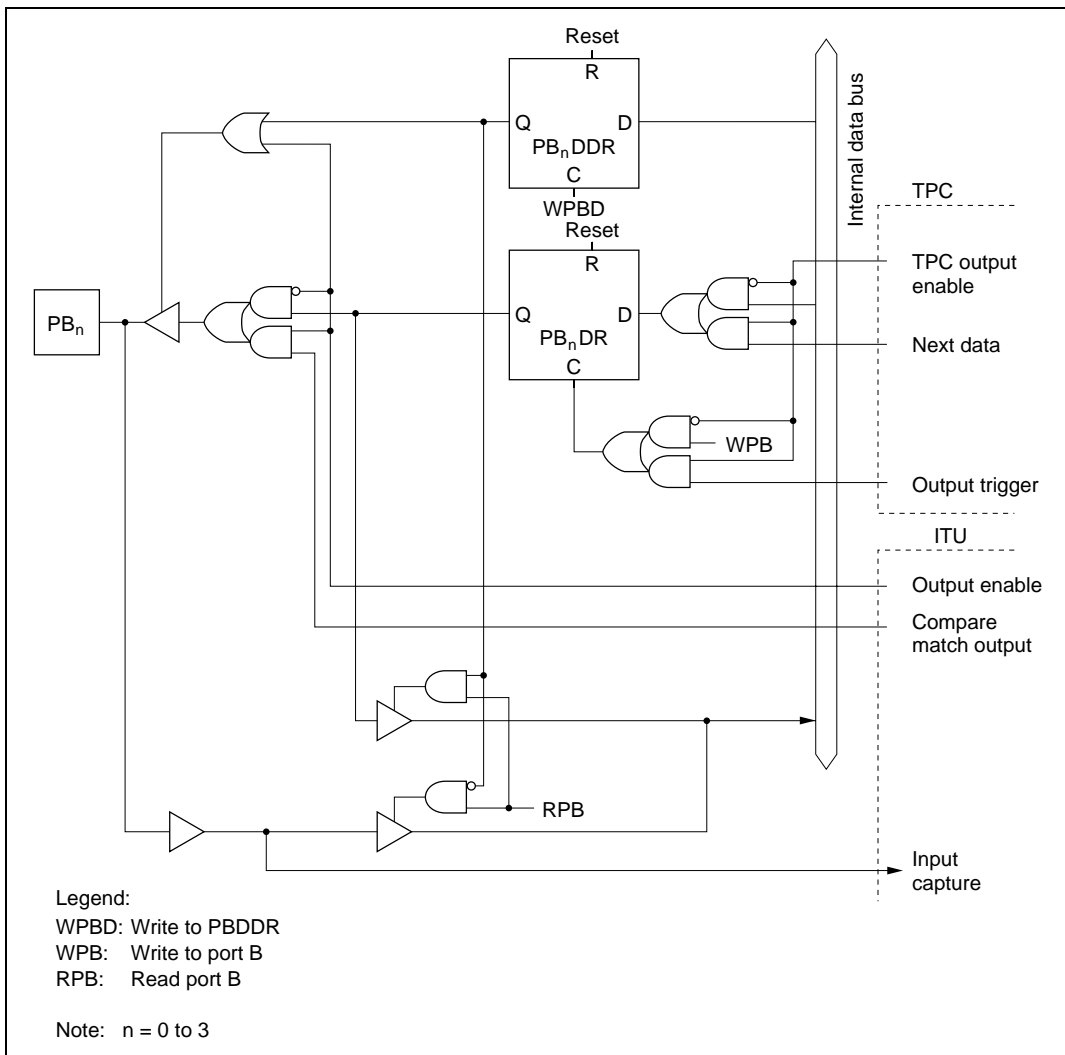 Reset
R
Q
D
PBnDDR
C
WPBD
Internal data bus
TPC
Reset
R
TPC output
enable
PBn
Q
D
PBnDR
C
Next data
WPB
Output trigger
ITU
Output enable
Compare
match output
RPB
Input
capture
Legend:
WPBD: Write to PBDDR
WPB: Write to port B
RPB: Read port B
Note: n = 0 to 3